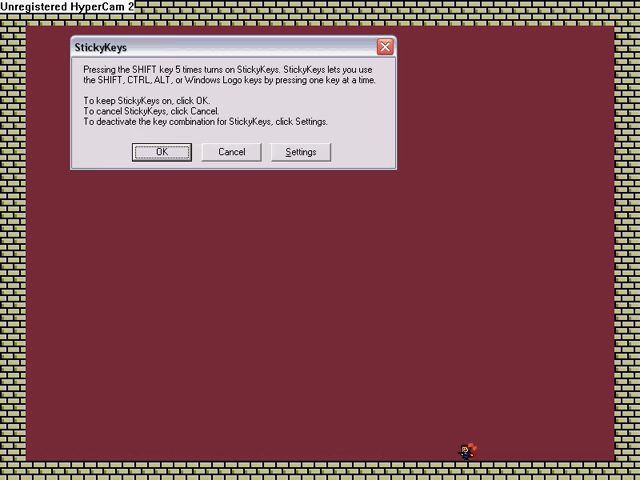 Unregistered HyperCam 2
StickyKeys
Pressing the SHIFT key 5 times turns on StickyKeys. StickyKeys lets you use
the SHIFT, CTRL, ALT, or Windows Logo keys by pressing one key at a time.
To keep StickyKeys on, click OK.
To cancel StickyKeys, click Cancel.
To deactivate the key combination for StickyKeys, click Settings.
OK Cancel Settings